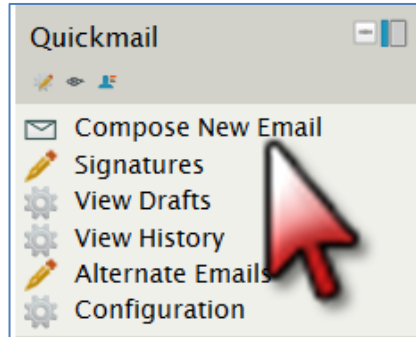 Quickmail
Compose New Email
Signatures
View Drafts
View History
Alternate Emails
Configuration